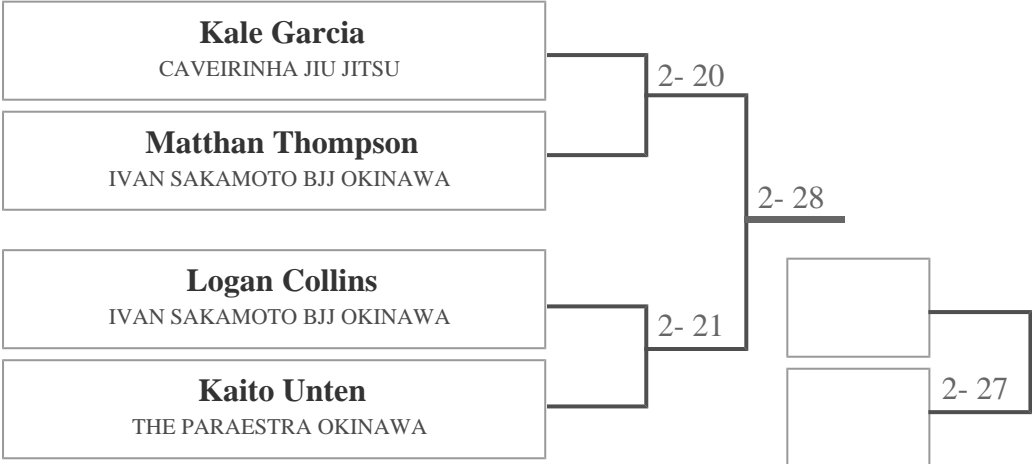 Kale Garcia
CAVEIRINHA JIU JITSU
2- 20
Matthan Thompson
IVAN SAKAMOTO BJJ OKINAWA
2- 28
Logan Collins
IVAN SAKAMOTO BJJ OKINAWA
2- 21
Kaito Unten
THE PARAESTRA OKINAWA
2- 27